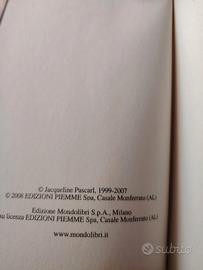 © Jacqueline Pascarl, 1999-2007
© 2008 EDIZIONI PIEMME Spa, Casale Monferrato (AL)
Edizione Mondolibri S.p.A., Milano
su licenza EDIZIONI PIEMME Spa, Casale Monferrato (AL)
www.mondolibri.it
subito